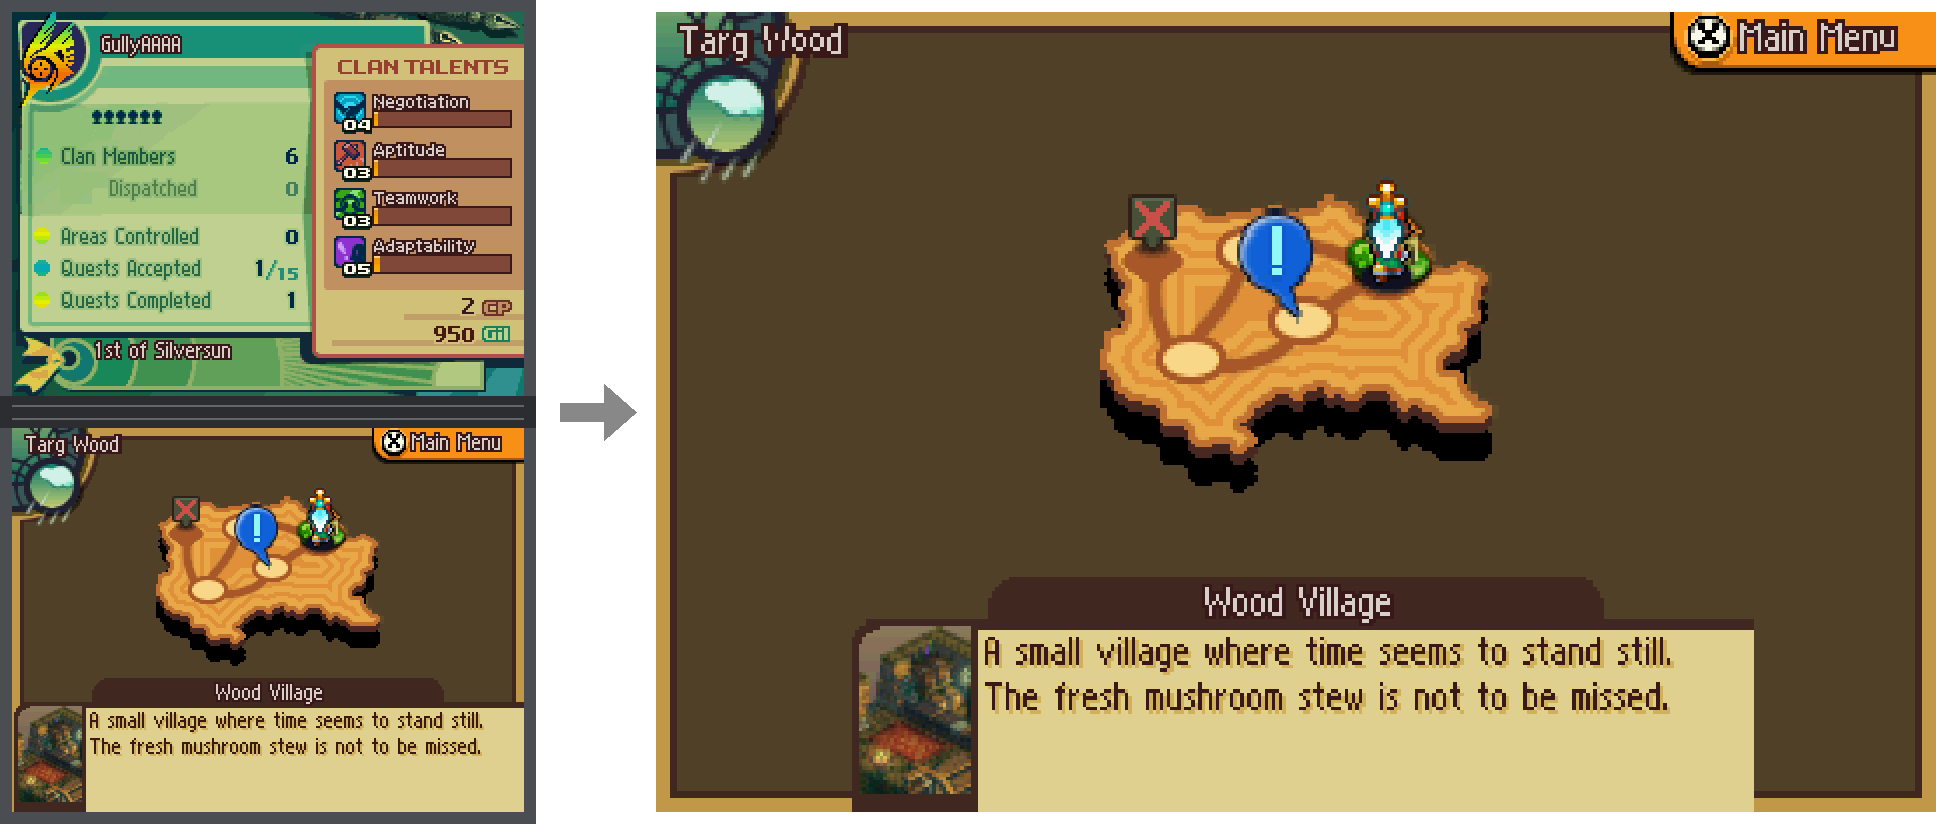 GullyAAAA
CLAN TALENTS
Negotiation
04
Clan Members 6
Aptitude
03
Dispatched 0
Teamwork
03
Areas Controlled 0
Adaptability
05
Quests Accepted 1/15
Quests Completed 1
2 CP
950 Gil
1st of Silversun
Targ Wood
X Main Menu
!
Wood Village
A small village where time seems to stand still.
The fresh mushroom stew is not to be missed.
Targ Wood
X Main Menu
!
Wood Village
A small village where time seems to stand still.
The fresh mushroom stew is not to be missed.